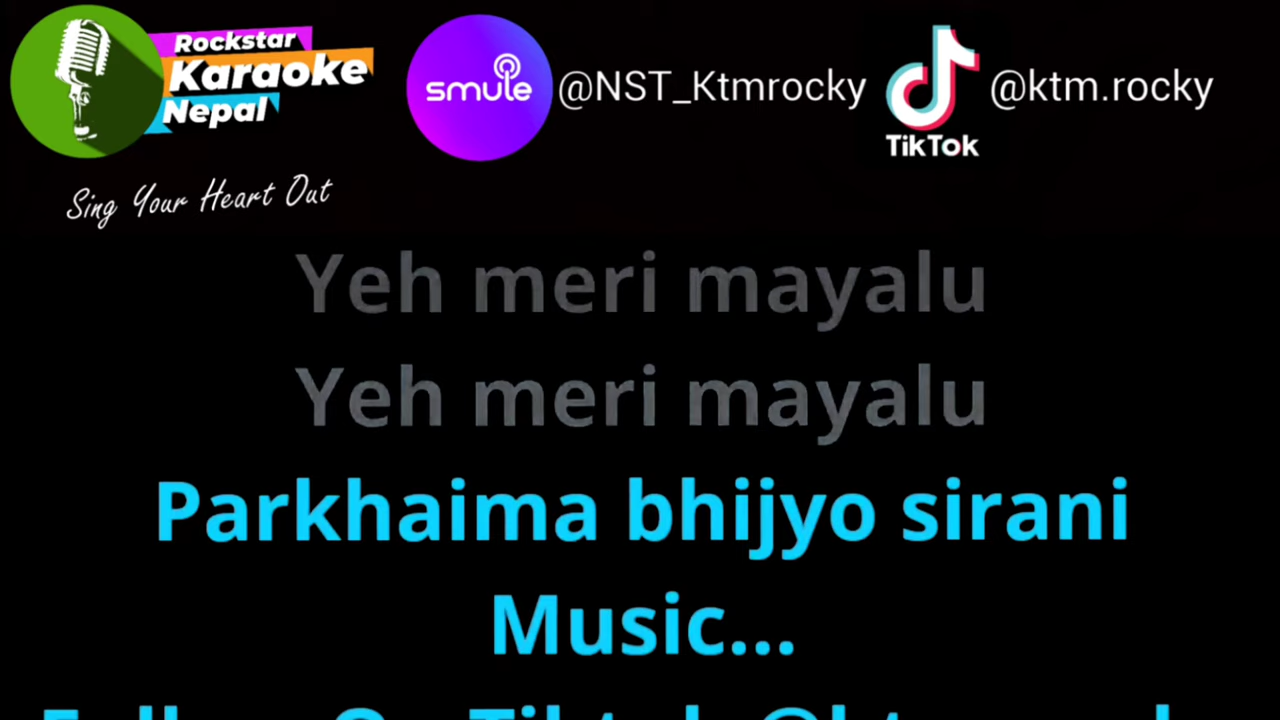 Rockstar
Karaoke
Nepal
smule @NST_Ktmrocky
TikTok @ktm.rocky
Sing Your Heart Out
Yeh meri mayalu
Yeh meri mayalu
Parkhaima bhijyo sirani
Music...